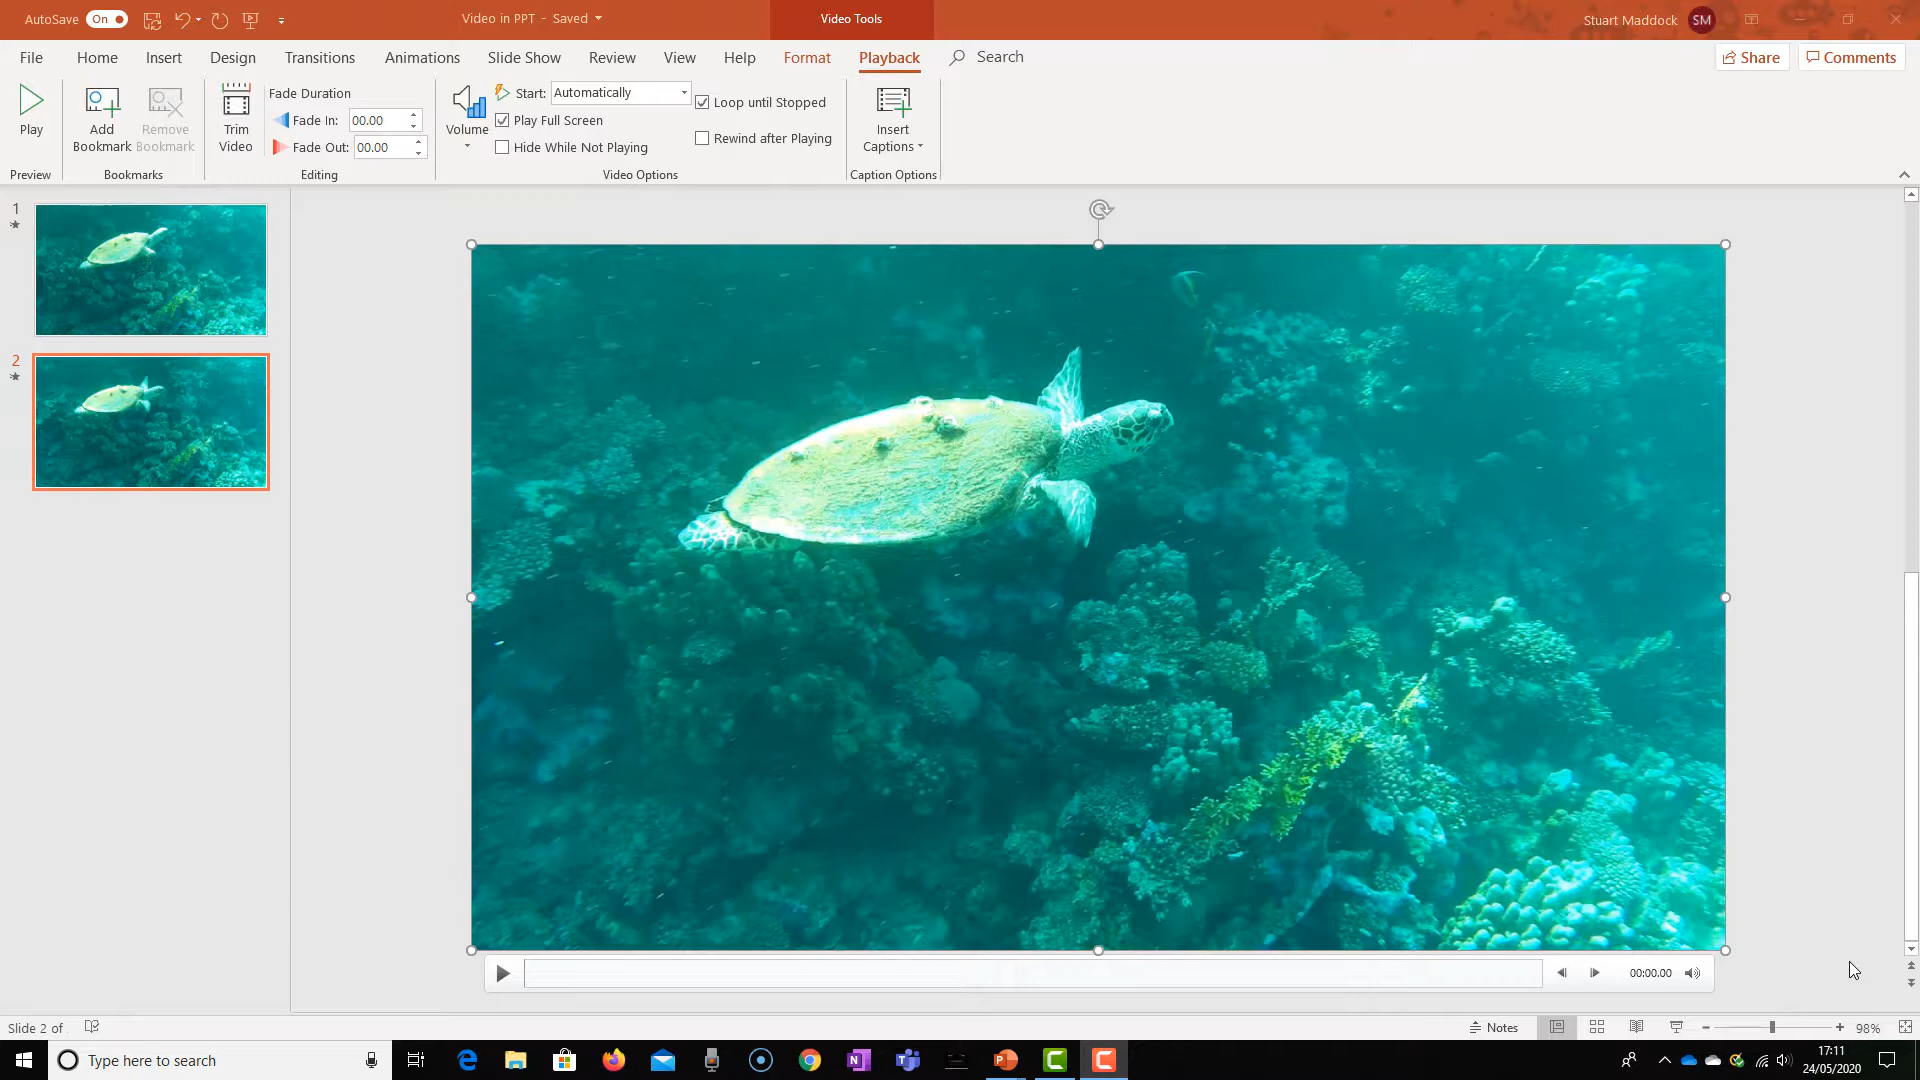 AutoSave On Video in PPT - Saved Video Tools Stuart Maddock SM
File Home Insert Design Transitions Animations Slide Show Review View Help Format Playback Search Share Comments
Play
Add Bookmark
Remove Bookmark
Trim Video
Fade Duration
Fade In: 00.00
Fade Out: 00.00
Volume
Start: Automatically
Play Full Screen
Hide While Not Playing
Loop until Stopped
Rewind after Playing
Insert Captions
Preview Bookmarks Editing Video Options Caption Options
1
2
00:00.00
Slide 2 of Notes 98%
Type here to search
17:11
24/05/2020